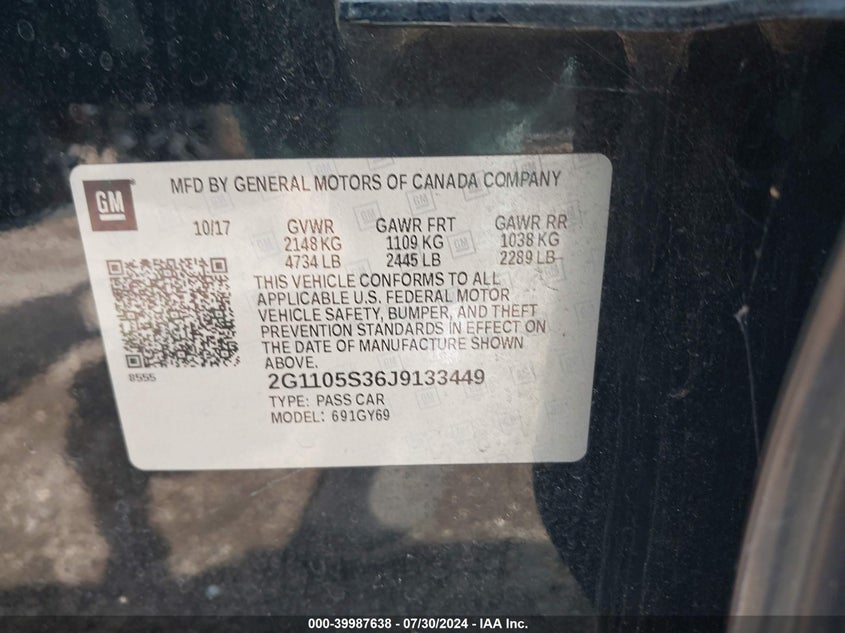 GM
MFD BY GENERAL MOTORS OF CANADA COMPANY
10/17 GVWR GAWR FRT GAWR RR
2148 KG 1109 KG 1038 KG
4734 LB 2445 LB 2289 LB
THIS VEHICLE CONFORMS TO ALL
APPLICABLE U.S. FEDERAL MOTOR
VEHICLE SAFETY, BUMPER, AND THEFT
PREVENTION STANDARDS IN EFFECT ON
THE DATE OF MANUFACTURE SHOWN
ABOVE.
8555
2G1105S36J9133449
TYPE: PASS CAR
MODEL: 691GY69
000-39987638 - 07/30/2024 - IAA Inc.